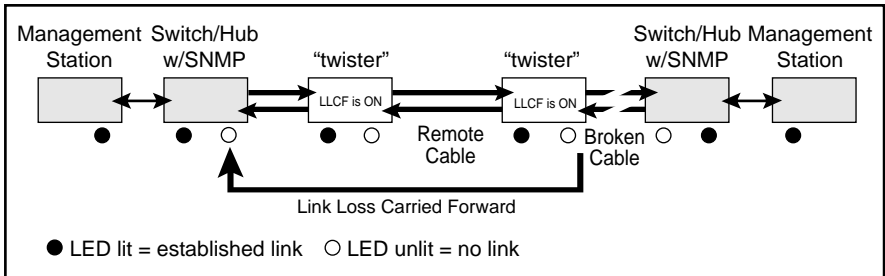 Management Station
Switch/Hub w/SNMP
“twister”
“twister”
Switch/Hub w/SNMP
Management Station
LLCF is ON
LLCF is ON
Remote Cable
Broken Cable
Link Loss Carried Forward
LED lit = established link
LED unlit = no link